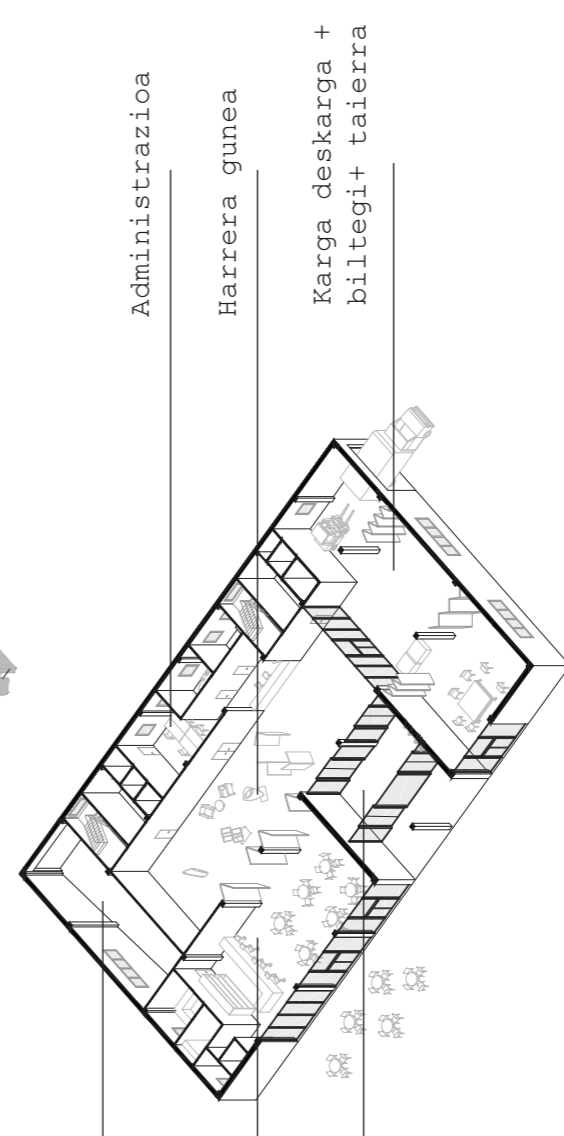 Administrazioa
Harrera gunea
Karga deskarga +
biltegi+ taierra